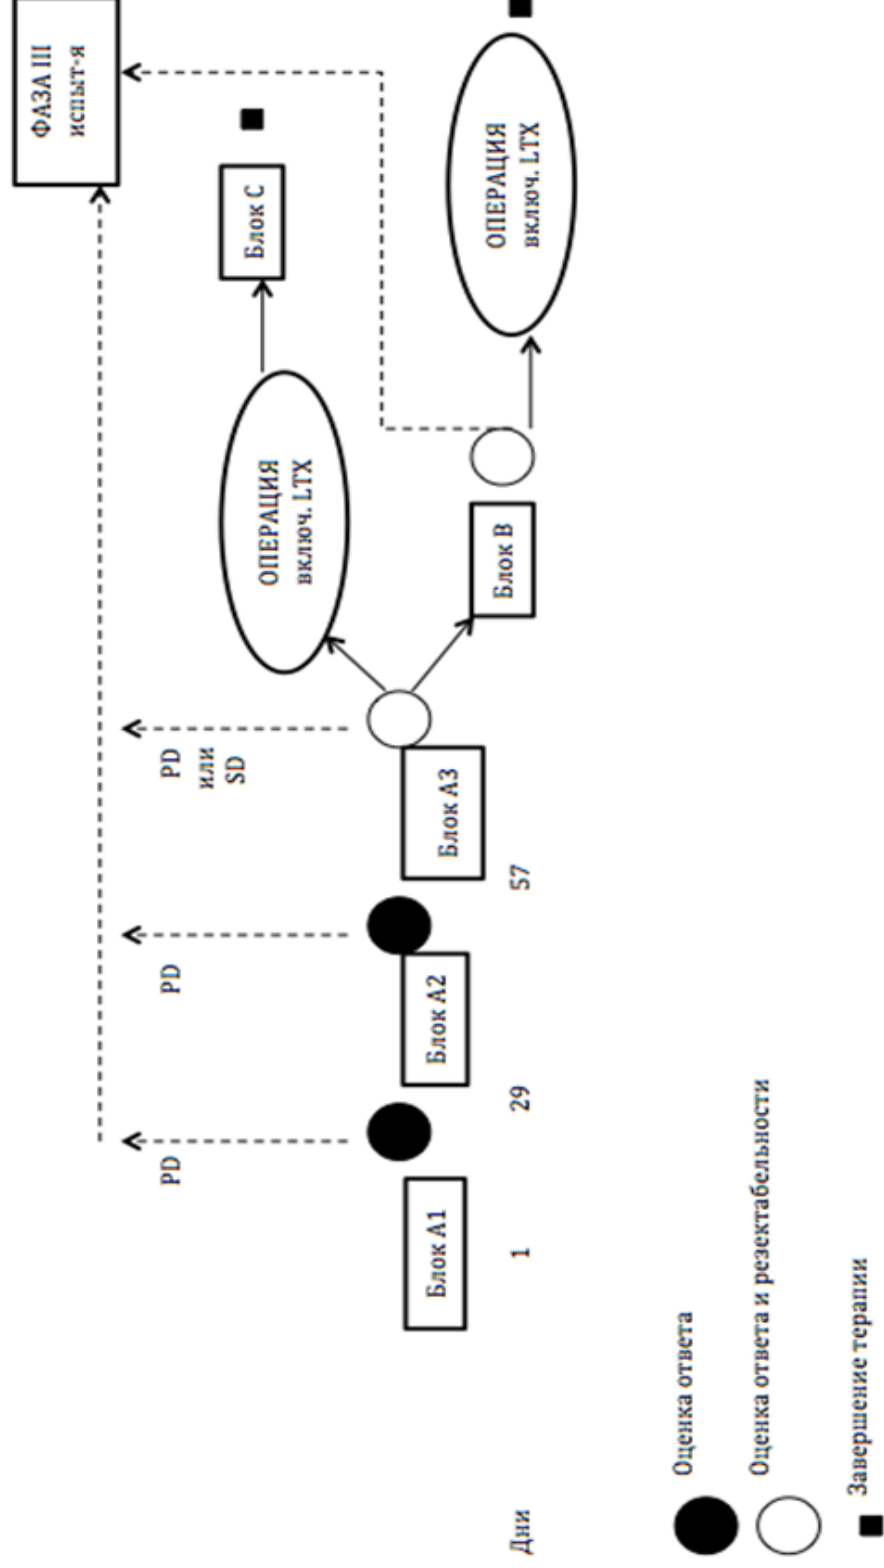 ФАЗА III
испыт-я
PD
PD
PD
или
SD
ОПЕРАЦИЯ
включ. LTX
Блок C
Блок A1
Блок A2
Блок A3
Блок B
ОПЕРАЦИЯ
включ. LTX
Дни
1
29
57
Оценка ответа
Оценка ответа и резектабельности
Завершение терапии